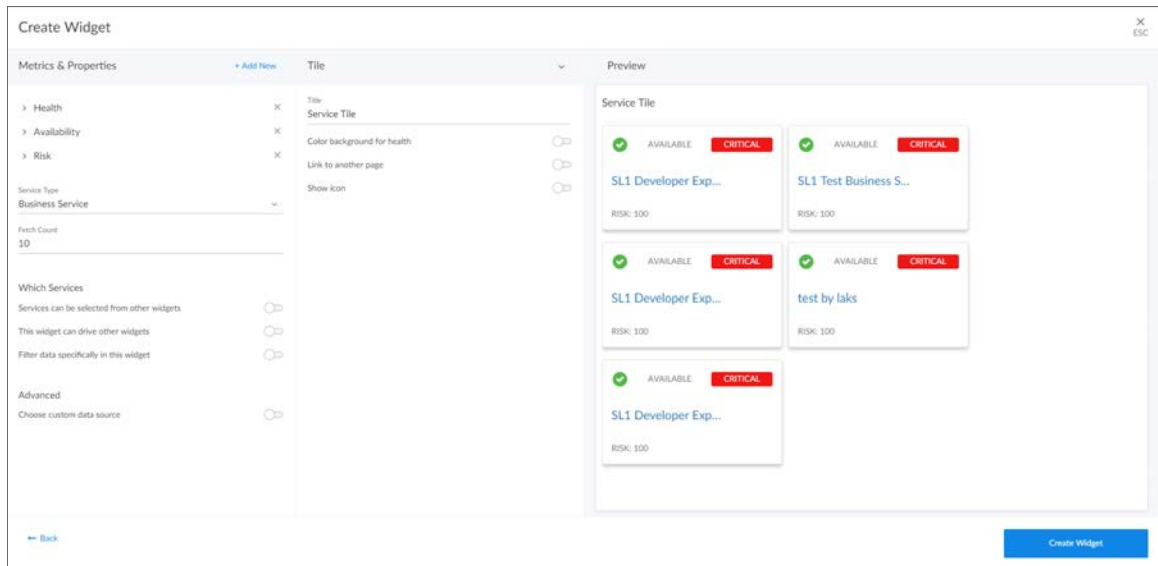 Create Widget
ESC
Metrics & Properties
+ Add New
Health
Availability
Risk
Service Type
Business Service
Fetch Count
10
Which Services
Services can be selected from other widgets
This widget can drive other widgets
Filter data specifically in this widget
Advanced
Choose custom data source
Tile
Title
Service Tile
Color background for health
Link to another page
Show icon
Preview
Service Tile
AVAILABLE CRITICAL
SL1 Developer Exp...
RISK: 100
AVAILABLE CRITICAL
SL1 Test Business S...
RISK: 100
AVAILABLE CRITICAL
SL1 Developer Exp...
RISK: 100
AVAILABLE CRITICAL
test by laks
RISK: 100
AVAILABLE CRITICAL
SL1 Developer Exp...
RISK: 100
Back
Create Widget